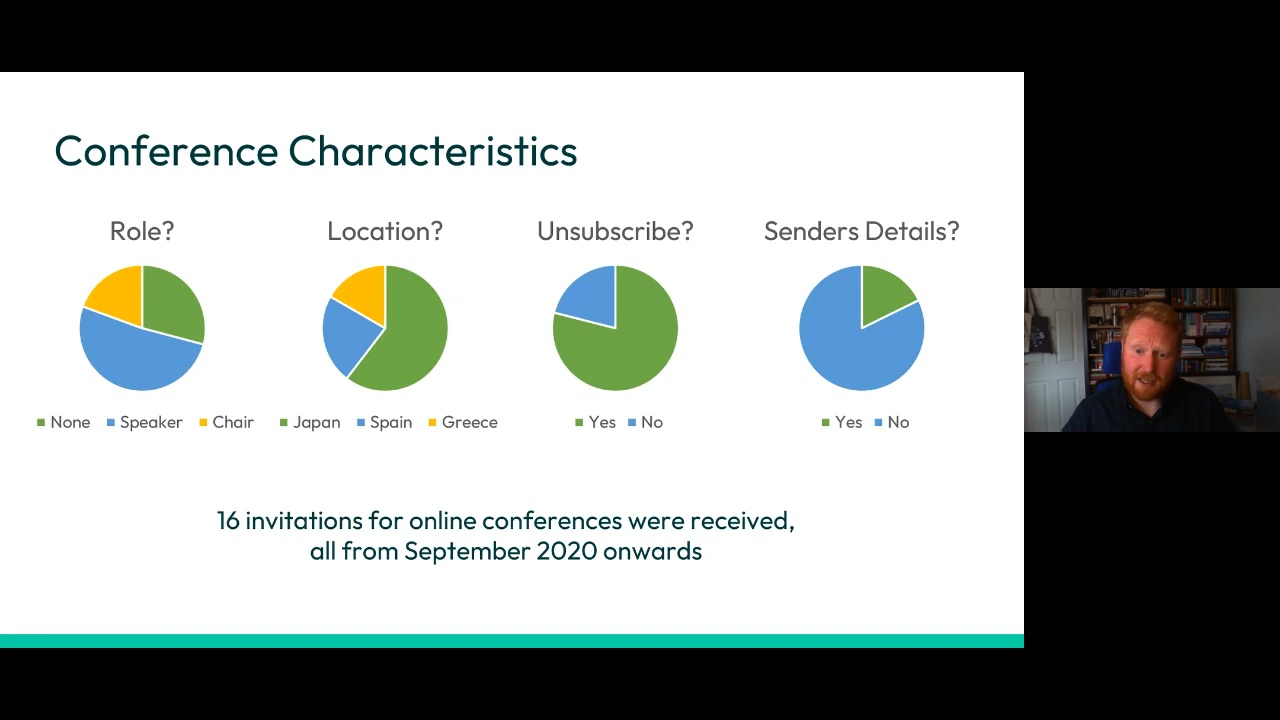 Conference Characteristics
Role?
Location?
Unsubscribe?
Senders Details?
None Speaker Chair
Japan Spain Greece
Yes No
Yes No
16 invitations for online conferences were received,
all from September 2020 onwards